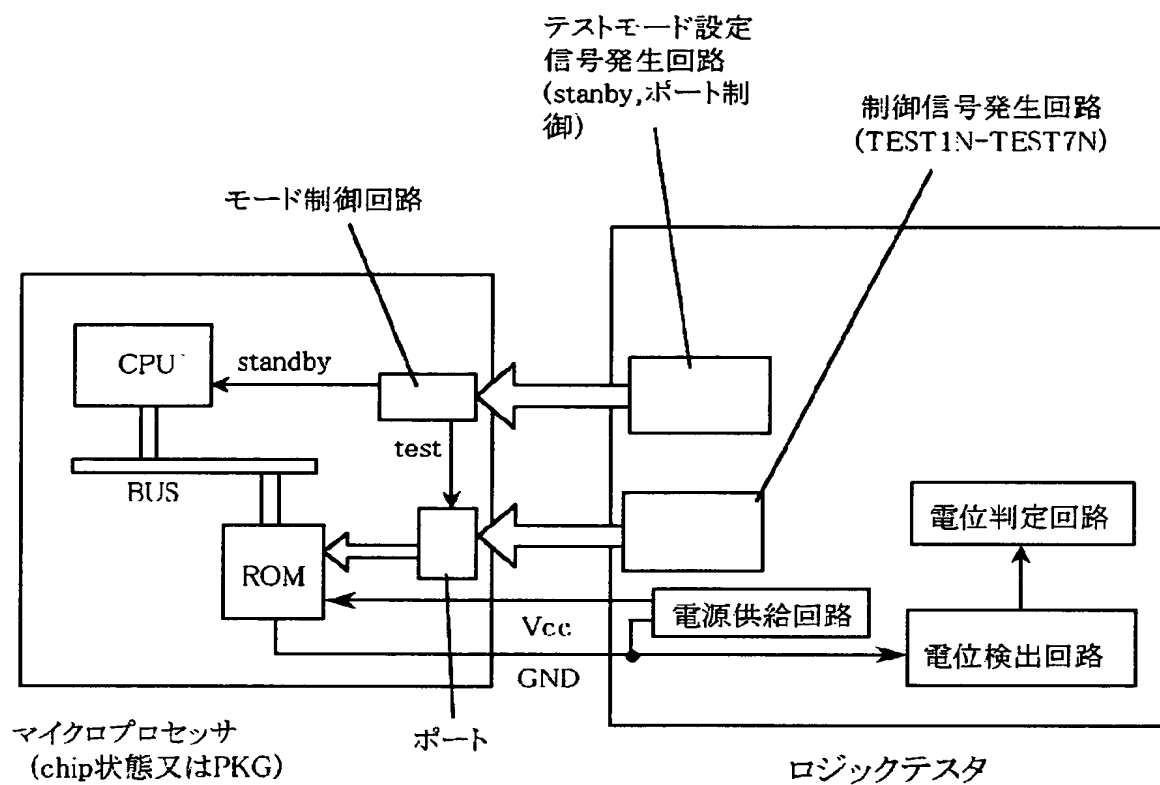 テストモード設定
信号発生回路
(stanby,ポート制
御)
制御信号発生回路
(TEST1N-TEST7N)
モード制御回路
CPU
standby
test
BUS
ROM
電位判定回路
電源供給回路
Vcc
電位検出回路
GND
マイクロプロセッサ
(chip状態又はPKG)
ポート
ロジックテスタ